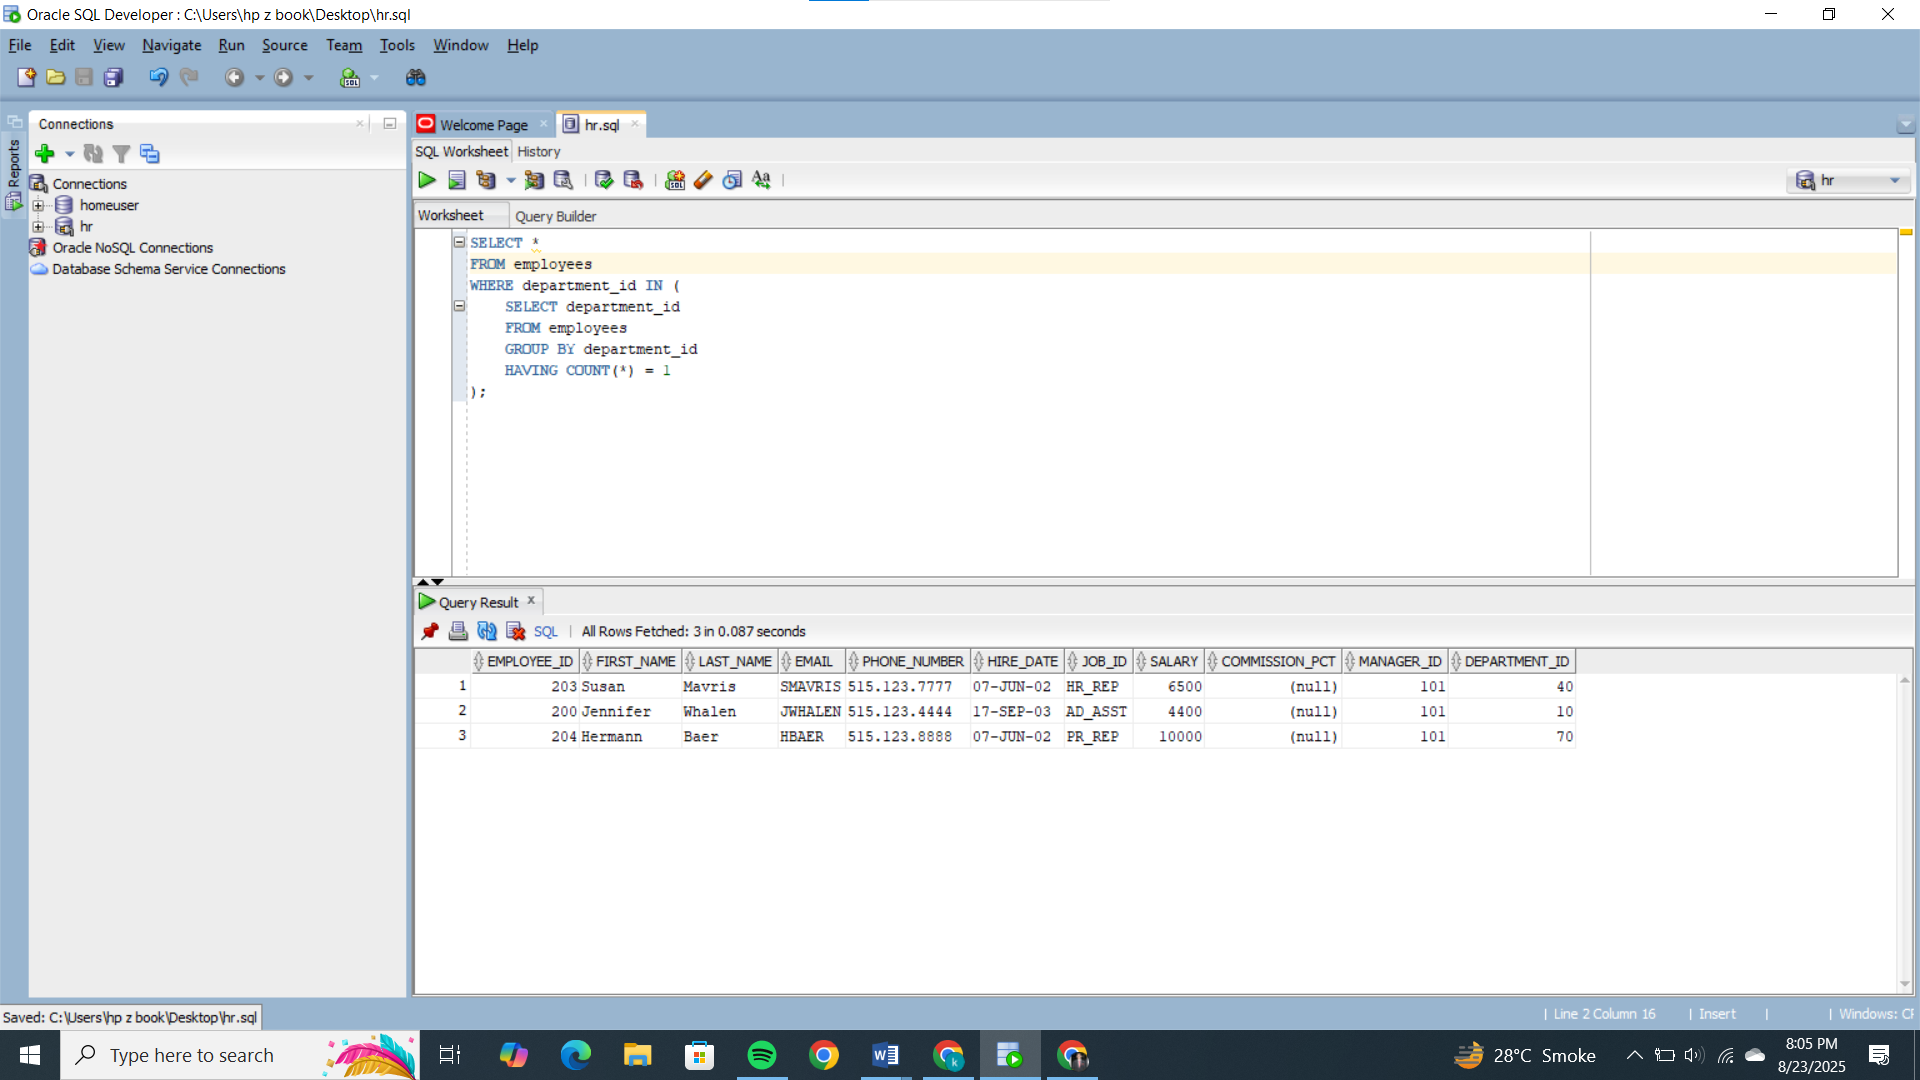 Oracle SQL Developer : C:\Users\hp z book\Desktop\hr.sql
File Edit View Navigate Run Source Team Tools Window Help
Reports
Connections
Connections
homeuser
hr
Oracle NoSQL Connections
Database Schema Service Connections
Welcome Page hr.sql
SQL Worksheet History
hr
Worksheet Query Builder
SELECT *
FROM employees
WHERE department_id IN (
SELECT department_id
FROM employees
GROUP BY department_id
HAVING COUNT(*) = 1
);
Query Result
SQL | All Rows Fetched: 3 in 0.087 seconds
EMPLOYEE_ID FIRST_NAME LAST_NAME EMAIL PHONE_NUMBER HIRE_DATE JOB_ID SALARY COMMISSION_PCT MANAGER_ID DEPARTMENT_ID
1 203 Susan Mavris SMAVRIS 515.123.7777 07-JUN-02 HR_REP 6500 (null) 101 40
2 200 Jennifer Whalen JWHALEN 515.123.4444 17-SEP-03 AD_ASST 4400 (null) 101 10
3 204 Hermann Baer HBAER 515.123.8888 07-JUN-02 PR_REP 10000 (null) 101 70
Saved: C:\Users\hp z book\Desktop\hr.sql
| Line 2 Column 16 | Insert | | Windows: CF
Type here to search
28°C Smoke
8:05 PM
8/23/2025